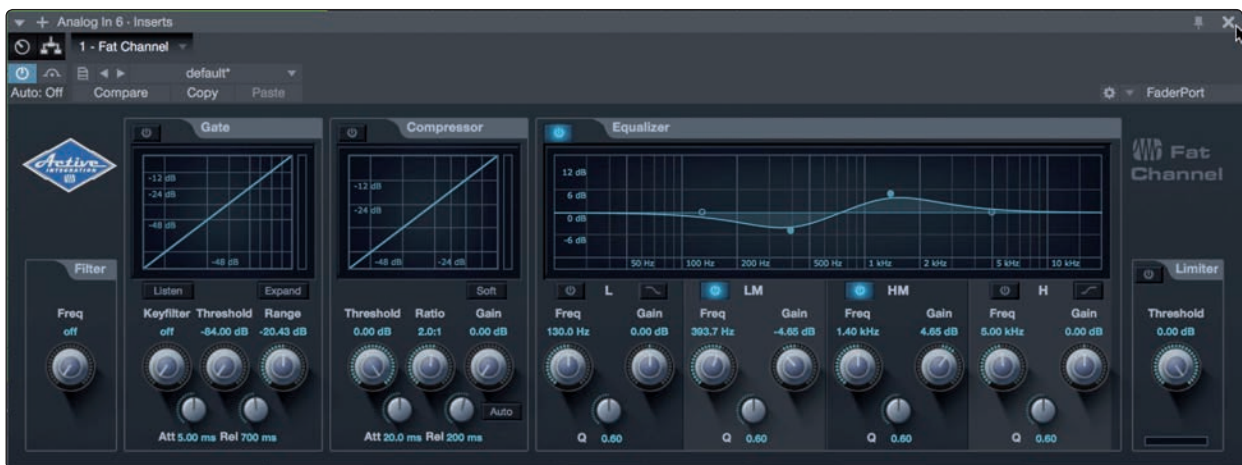 Analog In 6 - Inserts
1 - Fat Channel
default*
Auto: Off Compare Copy Paste FaderPort
Active
INTEGRATION
Fat
Channel
Filter
Freq
off
Gate
-12 dB
-24 dB
-48 dB
-48 dB
Listen Expand
Keyfilter Threshold Range
off -84.00 dB -20.43 dB
Att 5.00 ms Rel 700 ms
Compressor
-12 dB
-24 dB
-48 dB -24 dB
Soft
Threshold Ratio Gain
0.00 dB 2.0:1 0.00 dB
Auto
Att 20.0 ms Rel 200 ms
Equalizer
12 dB
6 dB
0 dB
-6 dB
50 Hz 100 Hz 200 Hz 500 Hz 1 kHz 2 kHz 5 kHz 10 kHz
L LM HM H
Freq Gain Freq Gain Freq Gain Freq Gain
130.0 Hz 0.00 dB 393.7 Hz -4.65 dB 1.40 kHz 4.65 dB 5.00 kHz 0.00 dB
Q 0.60 Q 0.60 Q 0.60 Q 0.60
Limiter
Threshold
0.00 dB